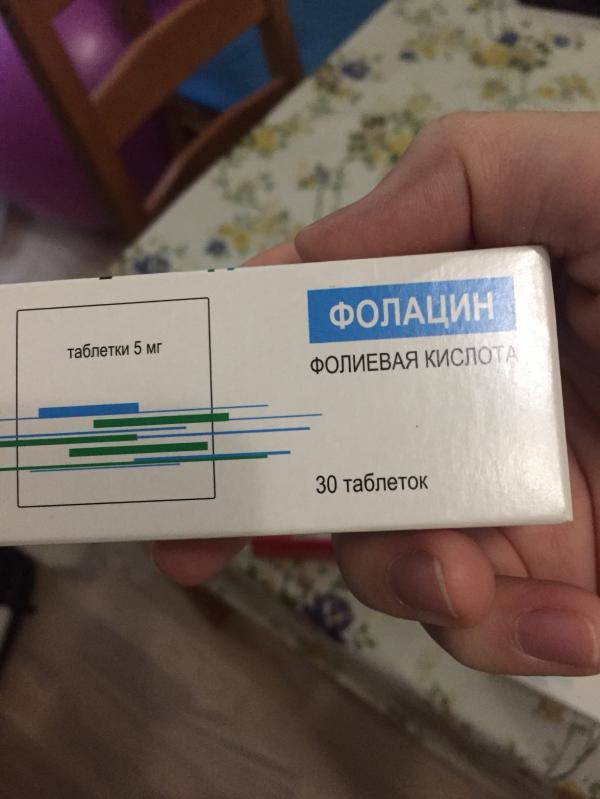 ФОЛАЦИН
ФОЛИЕВАЯ КИСЛОТА
таблетки 5 мг
30 таблеток